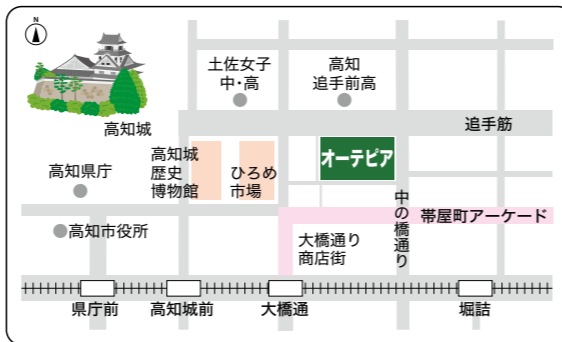 N
土佐女子
中・高
高知
追手前高
高知城
追手筋
高知県庁
高知城
歴史
博物館
ひろめ
市場
オーテピア
中の橋通り
帯屋町アーケード
高知市役所
大橋通り
商店街
県庁前
高知城前
大橋通
堀詰